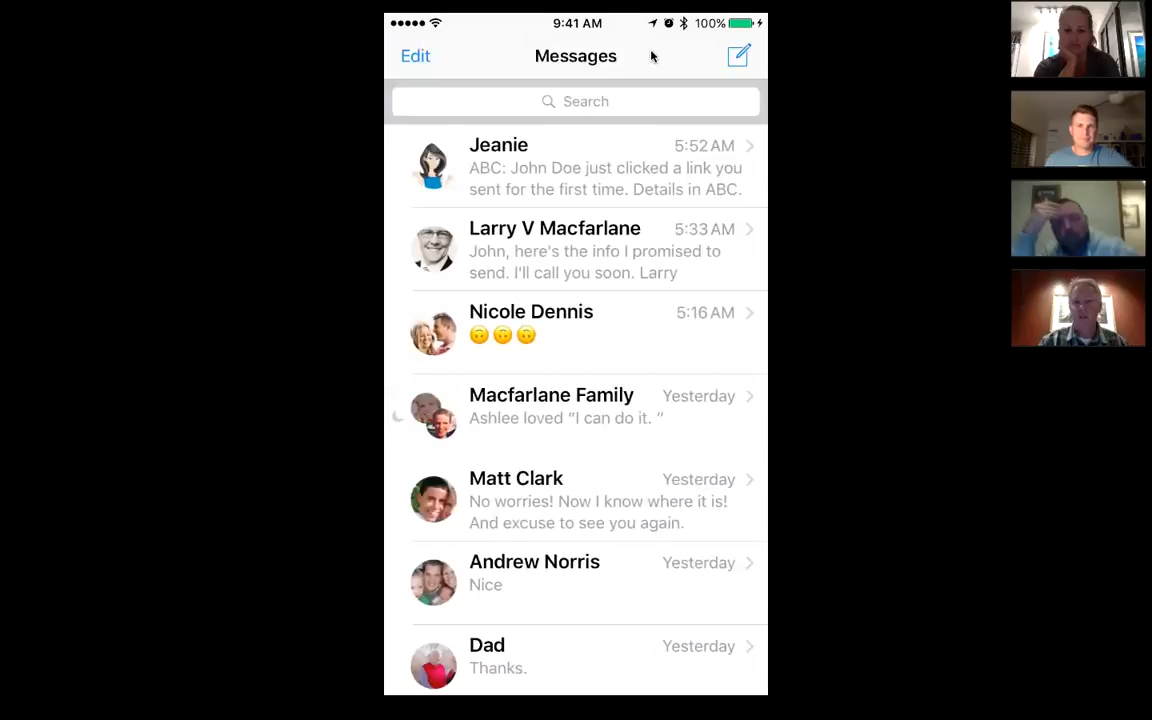 9:41 AM 100%
Edit Messages
Search
Jeanie 5:52 AM
ABC: John Doe just clicked a link you
sent for the first time. Details in ABC.
Larry V Macfarlane 5:33 AM
John, here's the info I promised to
send. I'll call you soon. Larry
Nicole Dennis 5:16 AM
🙃🙃🙃
Macfarlane Family Yesterday
Ashlee loved “I can do it. ”
Matt Clark Yesterday
No worries! Now I know where it is!
And excuse to see you again.
Andrew Norris Yesterday
Nice
Dad Yesterday
Thanks.